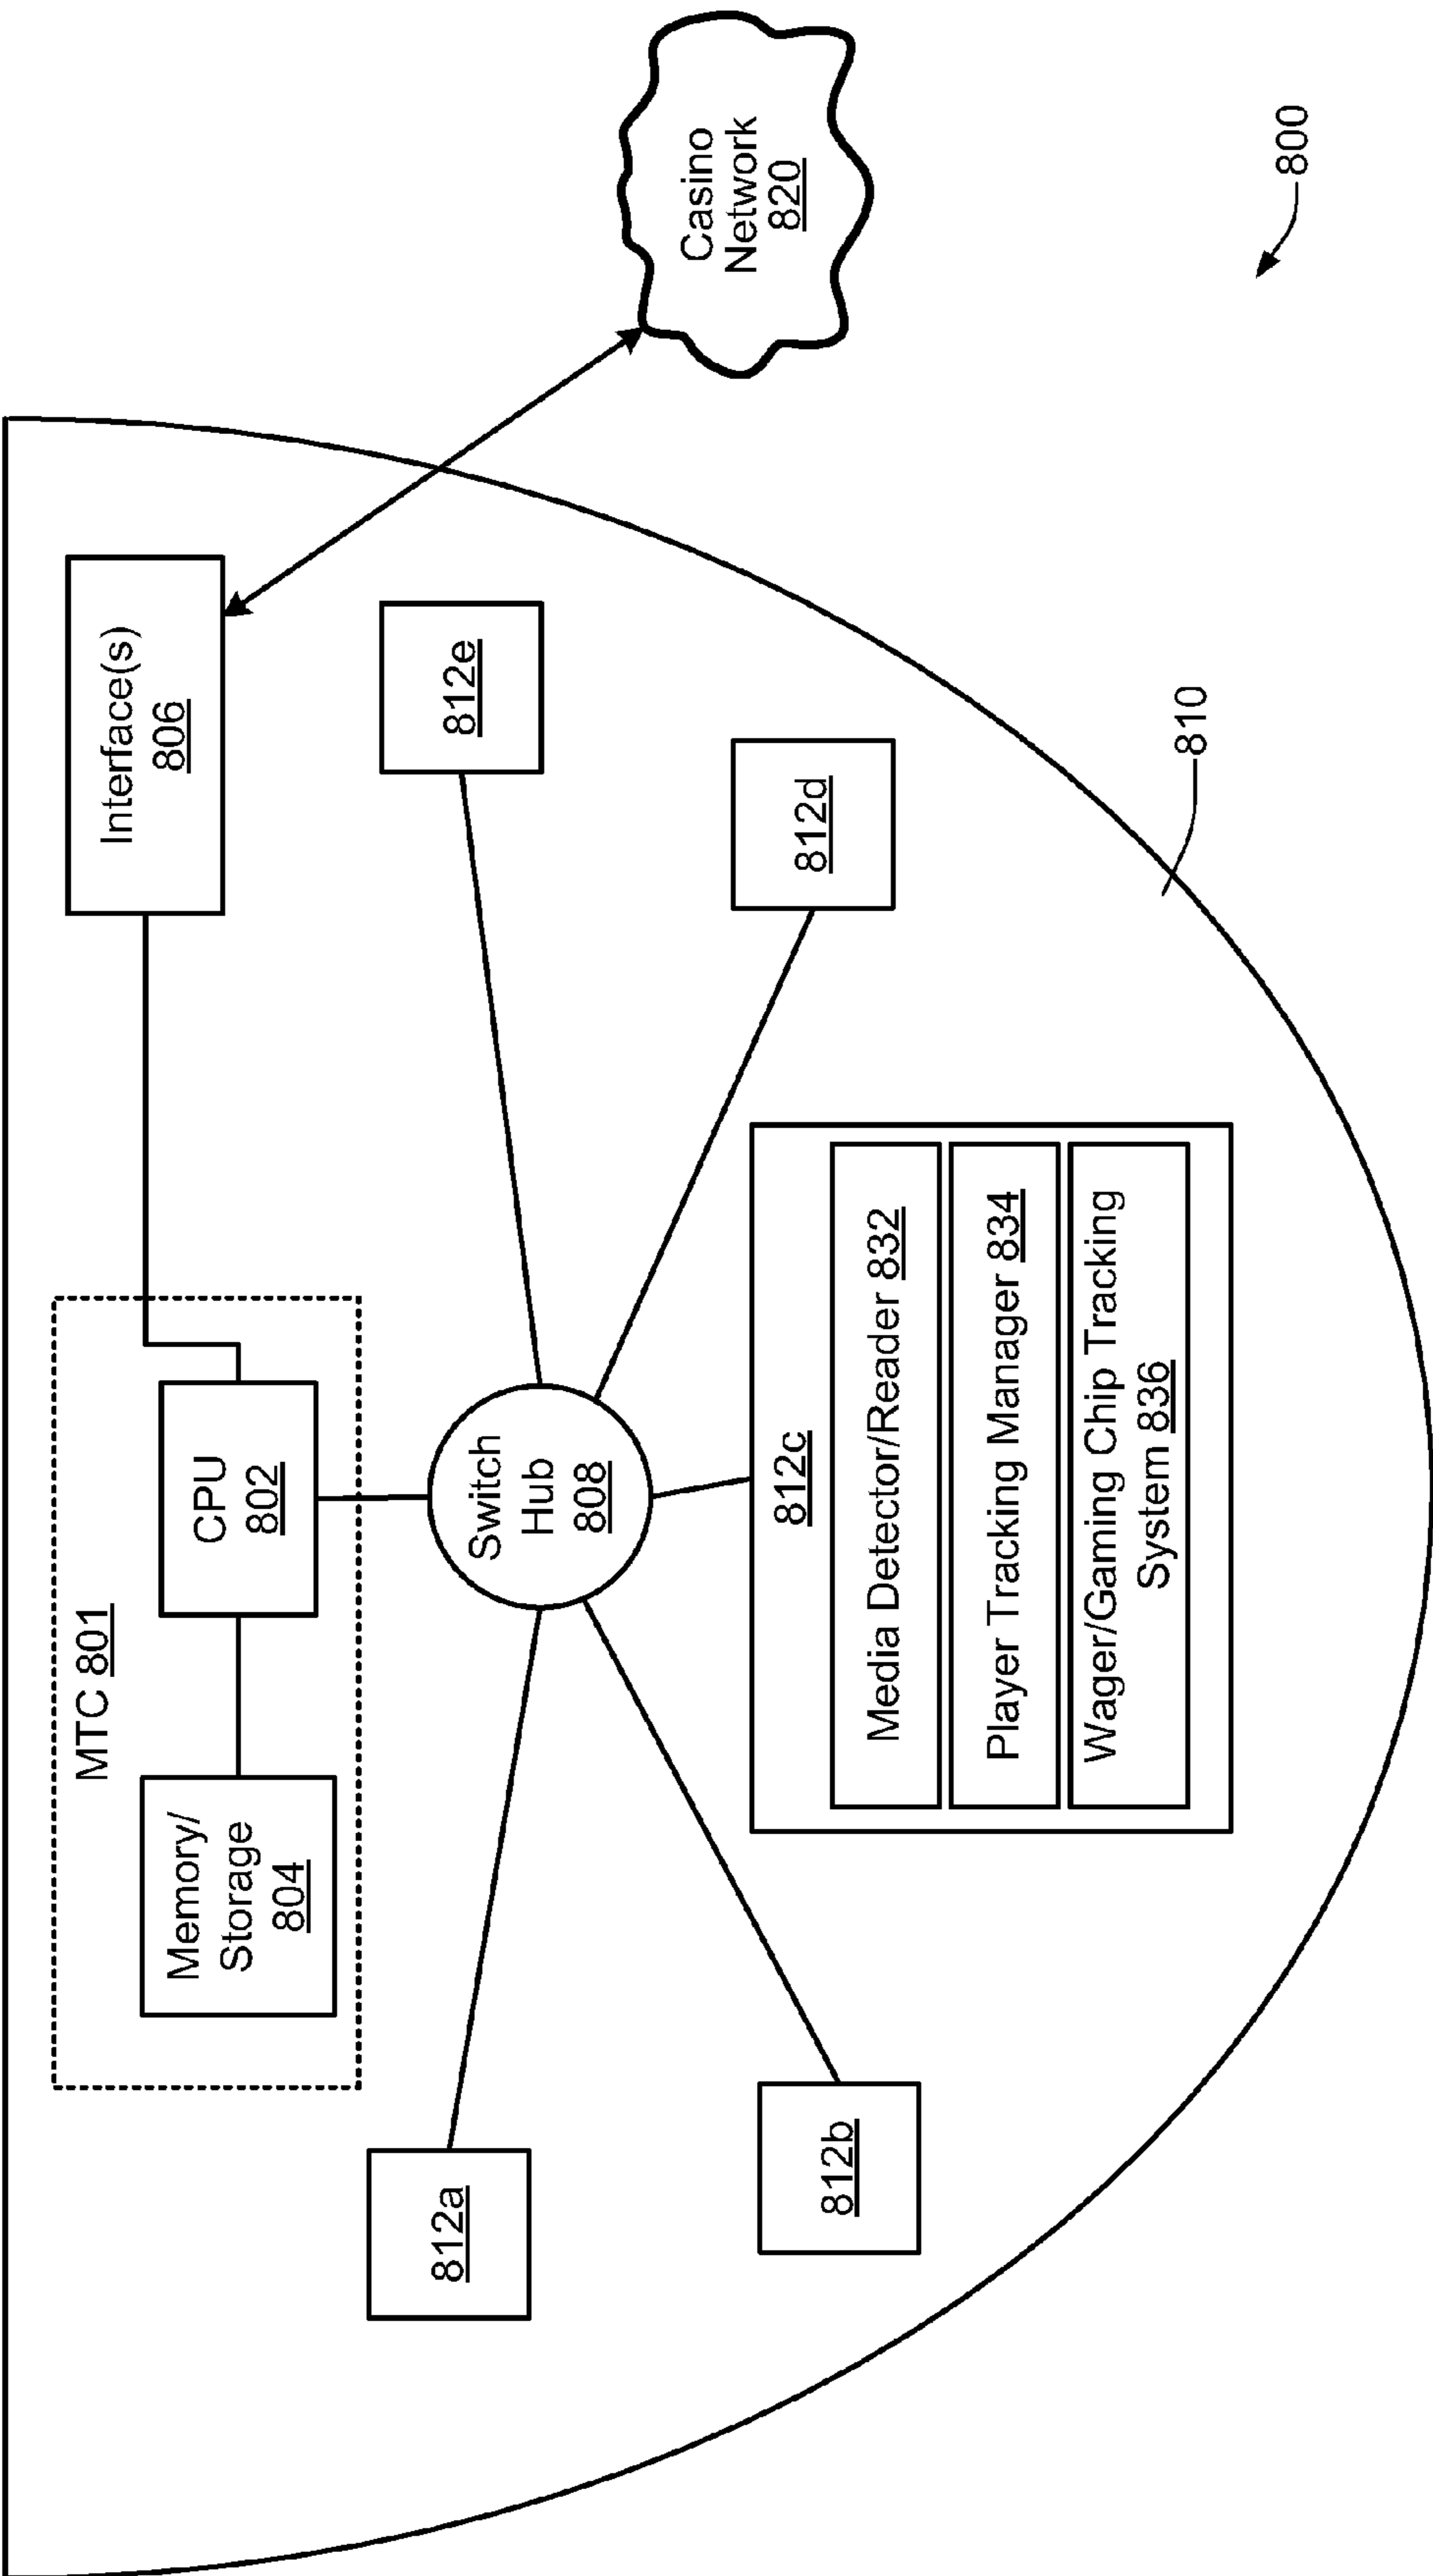 MTC 801
Memory/
Storage
804
CPU
802
Interface(s)
806
Casino
Network
820
Switch
Hub
808
812a
812b
812c
Media Detector/Reader 832
Player Tracking Manager 834
Wager/Gaming Chip Tracking
System 836
812d
812e
810
800